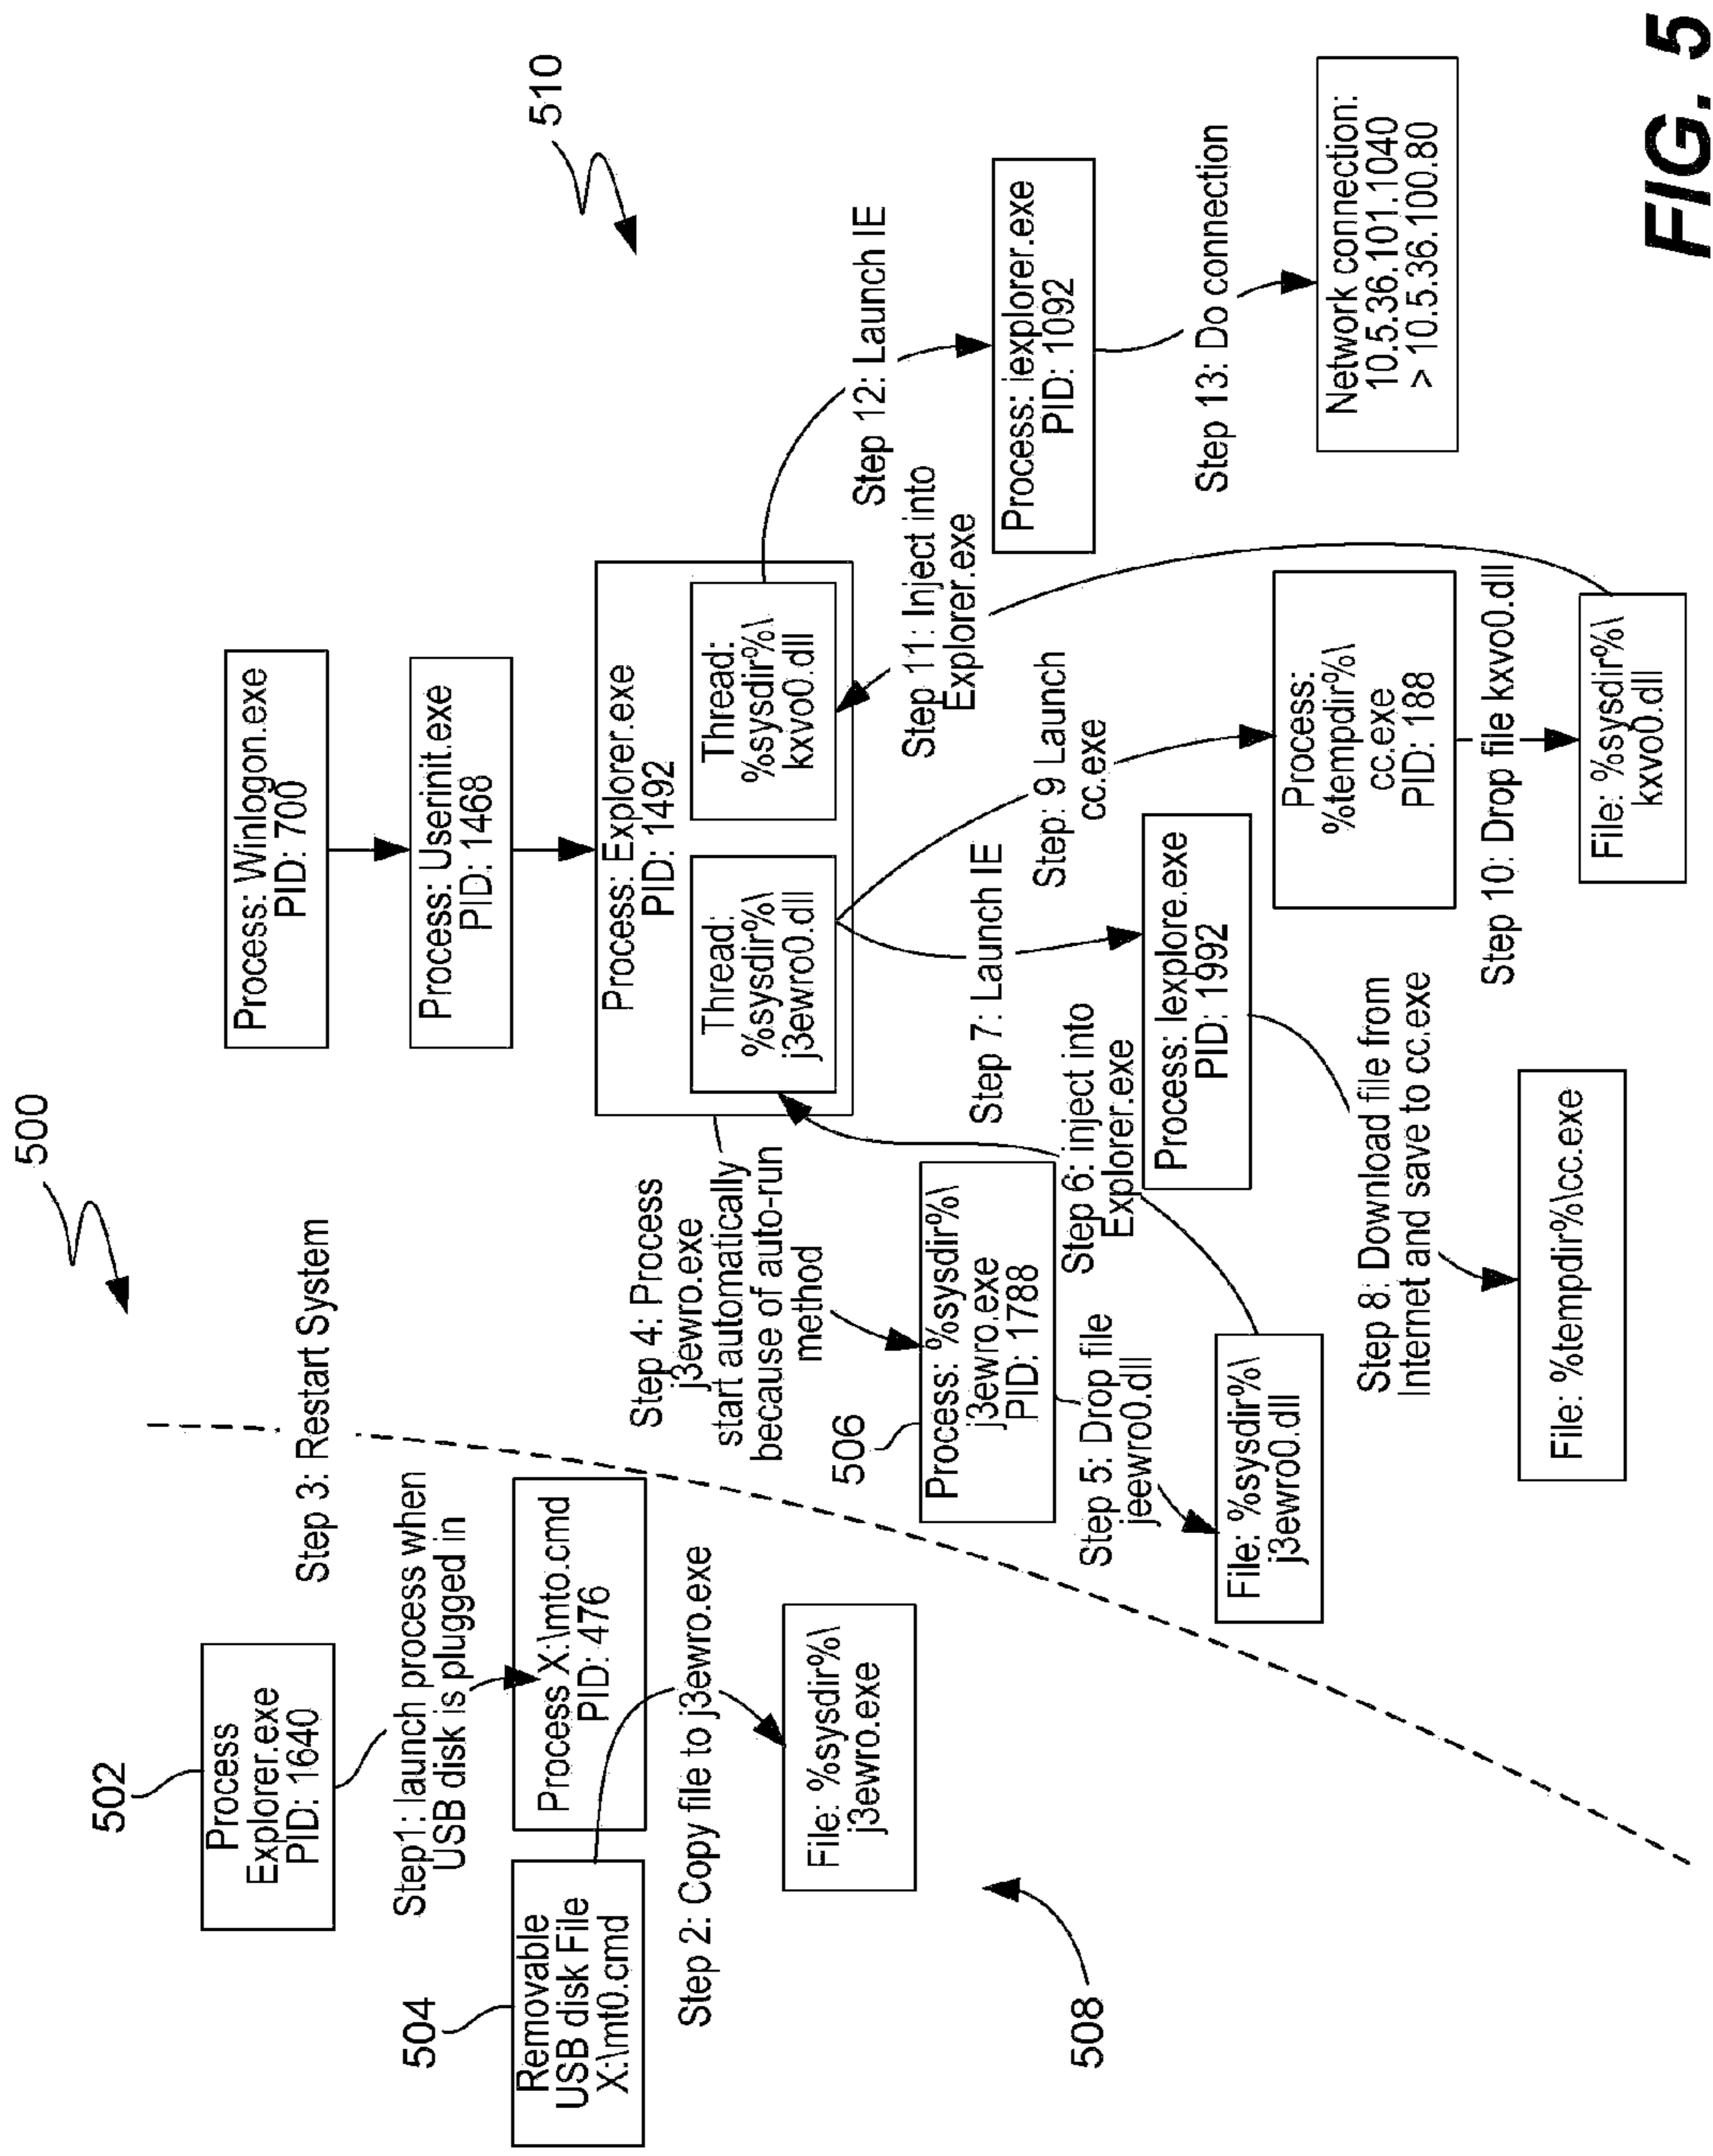 500
502
Process
Explorer.exe
PID: 1640
Step1: launch process when
USB disk is plugged in
504
Removable
USB disk File
X:\mt0.cmd
Process X:\mto.cmd
PID: 476
Step 2: Copy file to j3ewro.exe
File: %sysdir%\
j3ewro.exe
508
Step 3: Restart System
Process: Winlogon.exe
PID: 700
Process: Userinit.exe
PID: 1468
Process: Explorer.exe
PID: 1492
Thread:
%sysdir%\
j3ewro0.dll
Thread:
%sysdir%\
kxvo0.dll
510
Step 4: Process
j3ewro.exe
start automatically
because of auto-run
method
506
Process: %sysdir%\
j3ewro.exe
PID: 1788
Step 5: Drop file
jeewro0.dll
File: %sysdir%\
j3ewro0.dll
Step 6: inject into
Explorer.exe
Step 7: Launch IE
Process: Iexplore.exe
PID: 1992
Step 8: Download file from
Internet and save to cc.exe
File: %tempdir%\cc.exe
Step: 9 Launch
cc.exe
Process:
%tempdir%\
cc.exe
PID: 188
Step 10: Drop file kxvo0.dll
File: %sysdir%\
kxvo0.dll
Step 11: Inject into
Explorer.exe
Step 12: Launch IE
Process: iexplorer.exe
PID: 1092
Step 13: Do connection
Network connection:
10.5.36.101.1040
> 10.5.36.100.80
FIG. 5